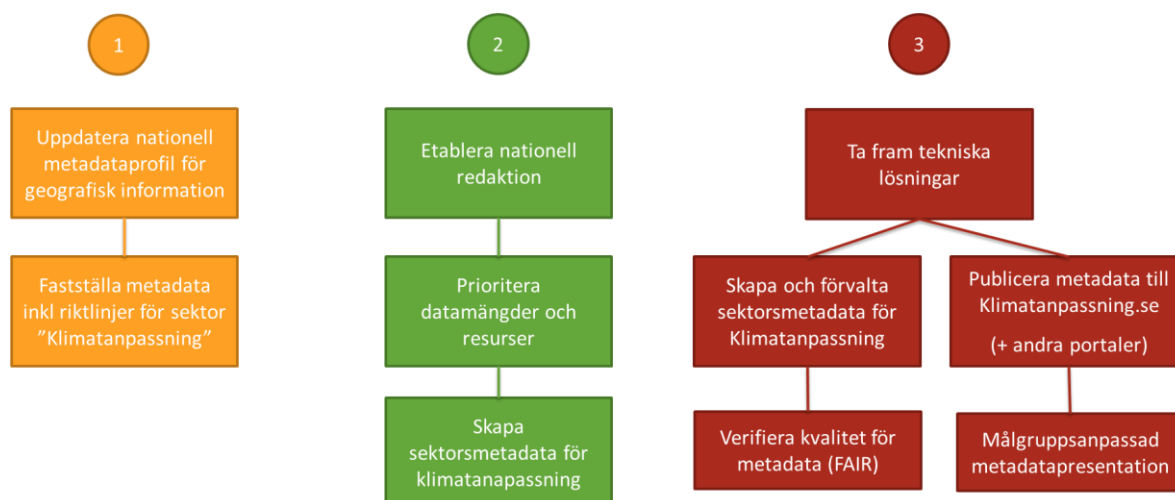 1
Uppdatera nationell
metadataprofil för
geografisk information
Fastställa metadata
inkl riktlinjer för sektor
”Klimatanpassning”
2
Etablera nationell
redaktion
Prioritera
datamängder och
resurser
Skapa
sektorsmetadata för
klimatanapassning
3
Ta fram tekniska
lösningar
Skapa och förvalta
sektorsmetadata för
Klimatanpassning
Verifiera kvalitet för
metadata (FAIR)
Publicera metadata till
Klimatanpassning.se
(+ andra portaler)
Målgruppsanpassad
metadatapresentation